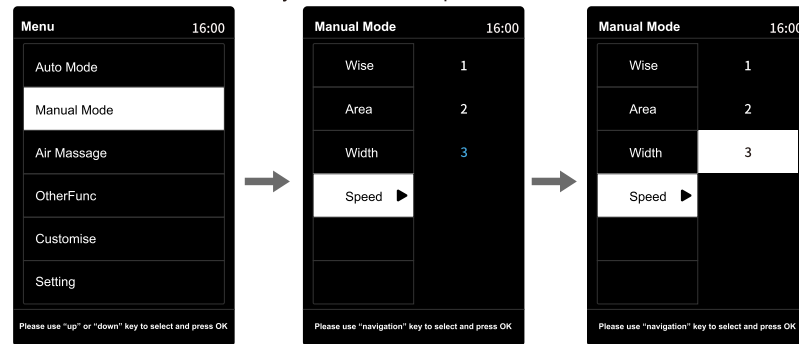 Menu 16:00
Auto Mode
Manual Mode
Air Massage
OtherFunc
Customise
Setting
Please use “up” or “down” key to select and press OK
Manual Mode 16:00
Wise 1
Area 2
Width 3
Speed
Please use “navigation” key to select and press OK
Manual Mode 16:00
Wise 1
Area 2
Width 3
Speed
Please use “navigation” key to select and press OK